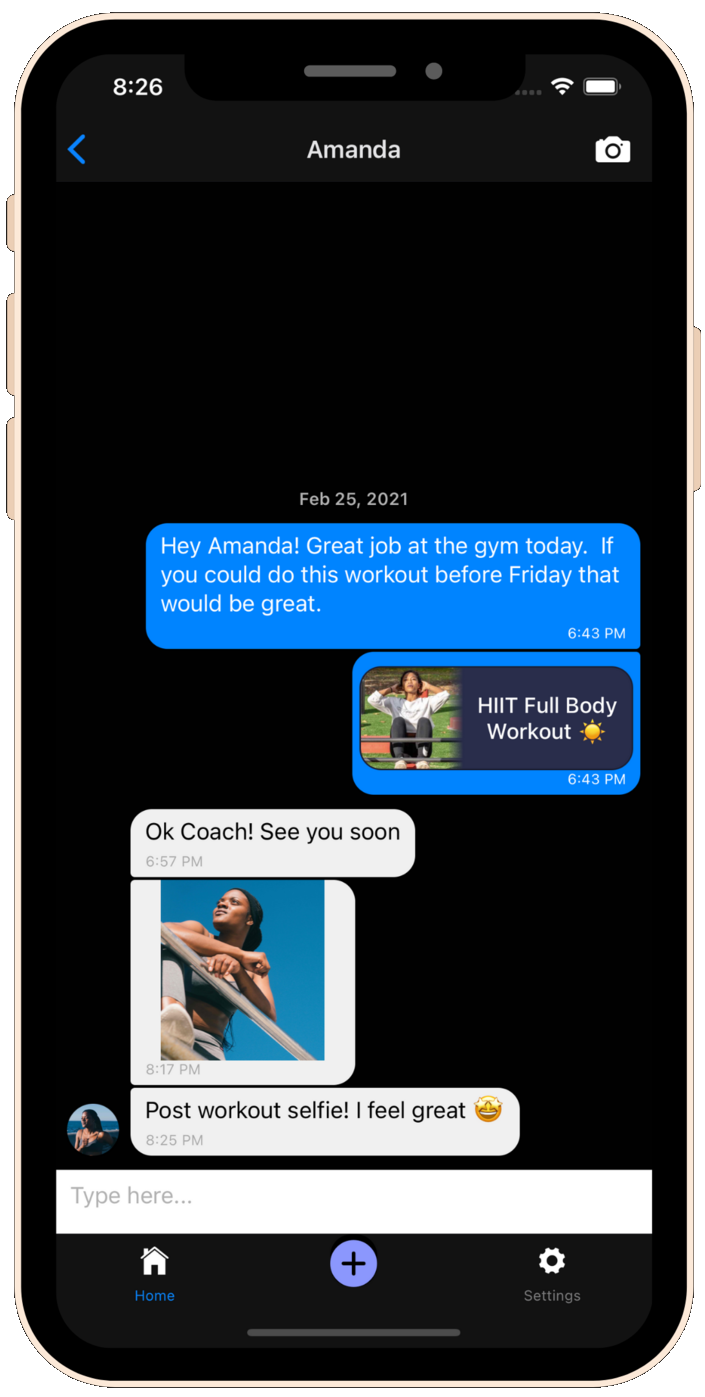 8:26
Amanda
Feb 25, 2021
Hey Amanda! Great job at the gym today.  If
you could do this workout before Friday that
would be great.
6:43 PM
HIIT Full Body
Workout ☀️
6:43 PM
Ok Coach! See you soon
6:57 PM
8:17 PM
Post workout selfie! I feel great 🤩
8:25 PM
Type here...
Home
Settings